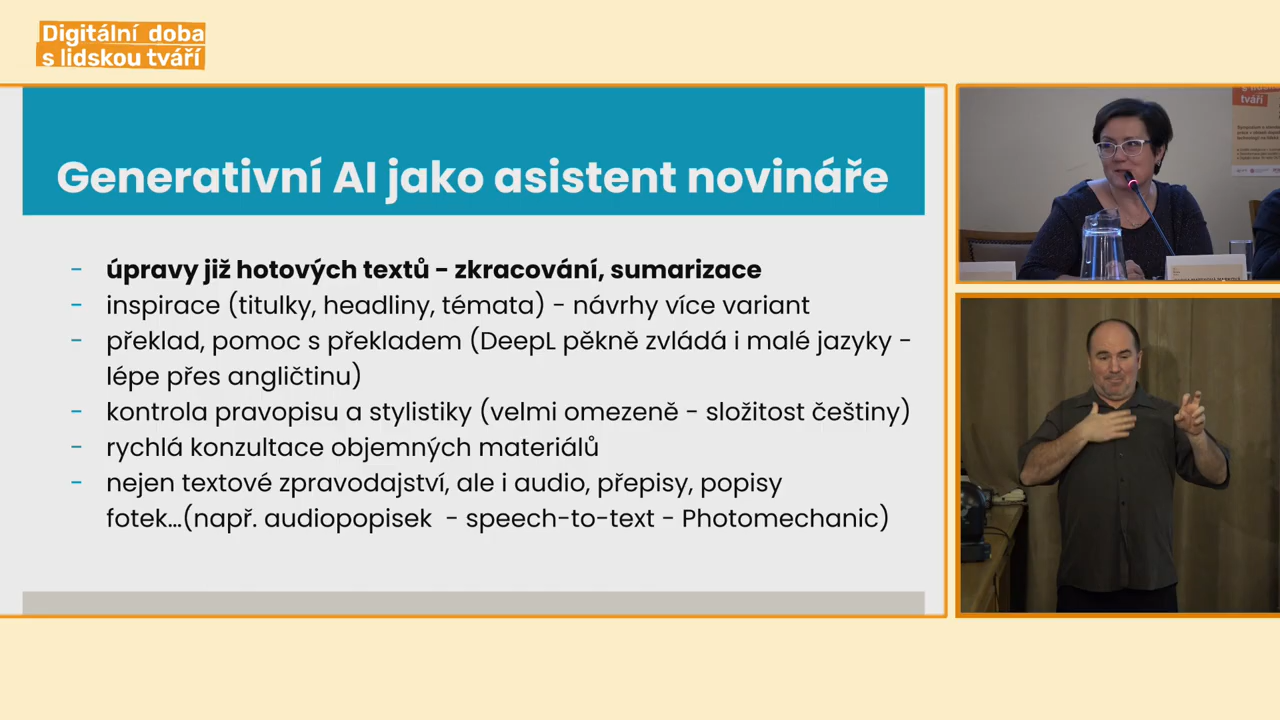 Digitální doba
s lidskou tváří
Generativní AI jako asistent novináře
- úpravy již hotových textů - zkracování, sumarizace
- inspirace (titulky, headliny, témata) - návrhy více variant
- překlad, pomoc s překladem (DeepL pěkně zvládá i malé jazyky -
lépe přes angličtinu)
- kontrola pravopisu a stylistiky (velmi omezeně - složitost češtiny)
- rychlá konzultace objemných materiálů
- nejen textové zpravodajství, ale i audio, přepisy, popisy
fotek...(např. audiopopisek - speech-to-text - Photomechanic)
tváří